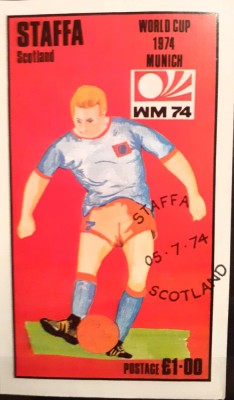 STAFFA
Scotland
WORLD CUP
1974
MUNICH
WM 74
STAFFA
05-7-74
SCOTLAND
POSTAGE £1·00